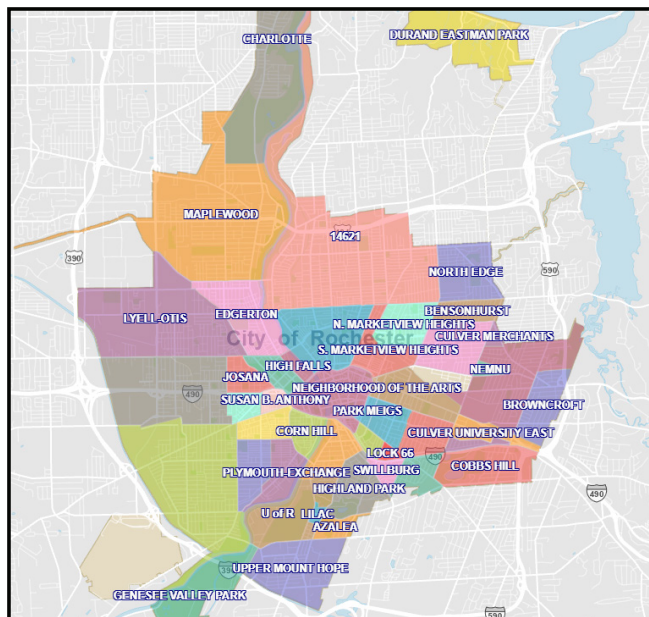 CHARLOTTE
DURAND EASTMAN PARK
MAPLEWOOD
14621
390
590
NORTH EDGE
LYELL-OTIS
EDGERTON
BENSONHURST
N. MARKETVIEW HEIGHTS
City of Rochester
CULVER MERCHANTS
S. MARKETVIEW HEIGHTS
HIGH FALLS
NEMNU
JOSANA
NEIGHBORHOOD OF THE ARTS
490
SUSAN B. ANTHONY
BROWNCROFT
PARK MEIGS
CORN HILL
CULVER UNIVERSITY EAST
LOCK 66
490
COBBS HILL
PLYMOUTH-EXCHANGE
SWILLBURG
HIGHLAND PARK
490
U of R
LILAC
AZALEA
UPPER MOUNT HOPE
GENESEE VALLEY PARK
590